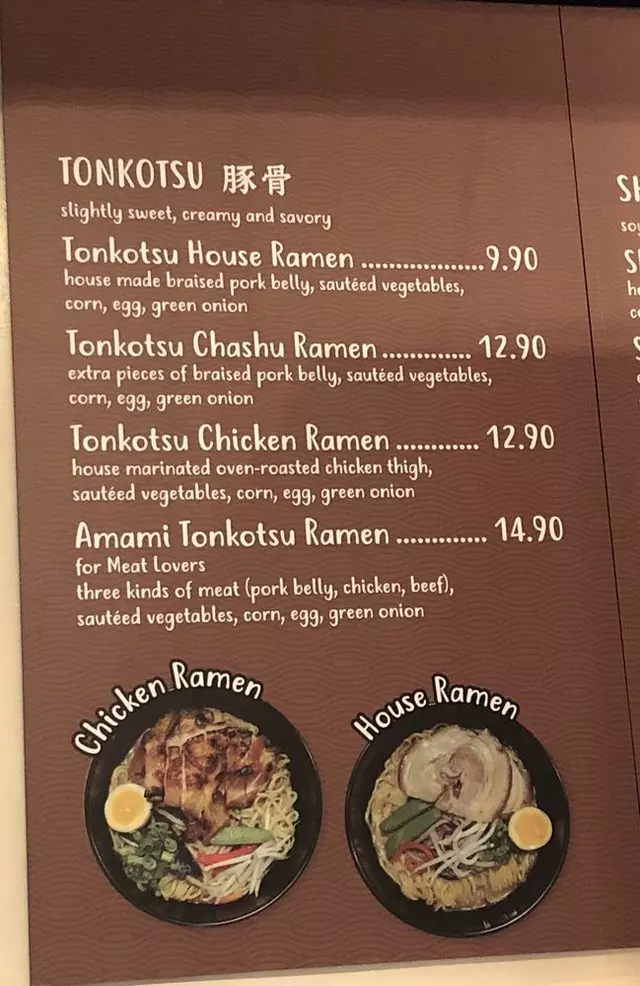 TONKOTSU 豚骨
slightly sweet, creamy and savory
Tonkotsu House Ramen ..................9.90
house made braised pork belly, sautéed vegetables,
corn, egg, green onion
Tonkotsu Chashu Ramen ............. 12.90
extra pieces of braised pork belly, sautéed vegetables,
corn, egg, green onion
Tonkotsu Chicken Ramen ............ 12.90
house marinated oven-roasted chicken thigh,
sautéed vegetables, corn, egg, green onion
Amami Tonkotsu Ramen ............. 14.90
for Meat Lovers
three kinds of meat (pork belly, chicken, beef),
sautéed vegetables, corn, egg, green onion
Chicken Ramen
House Ramen